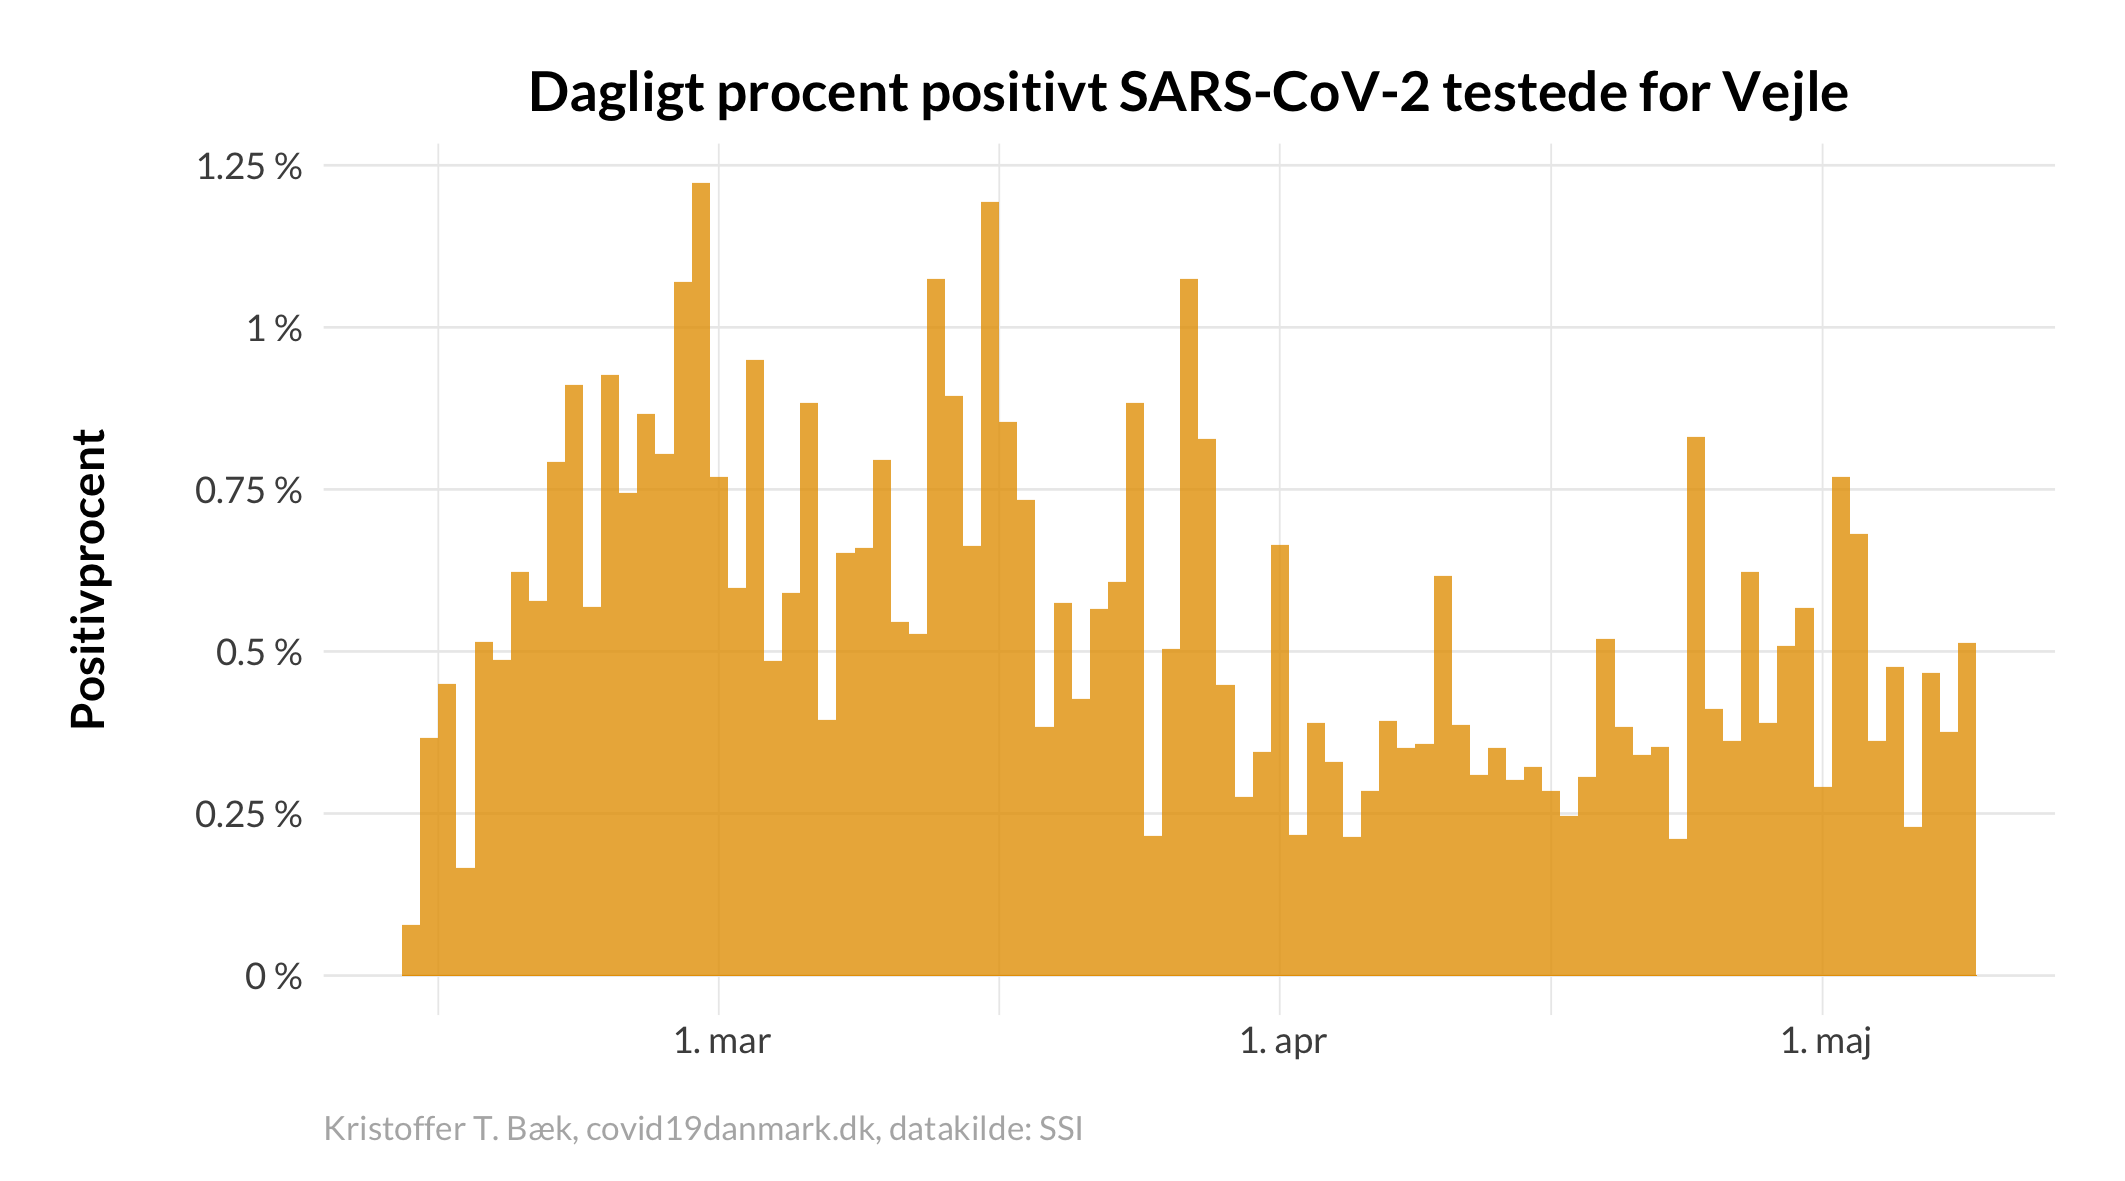 Dagligt procent positivt SARS-CoV-2 testede for Vejle
Positivprocent
1.25 %
1 %
0.75 %
0.5 %
0.25 %
0 %
1. mar
1. apr
1. maj
Kristoffer T. Bæk, covid19danmark.dk, datakilde: SSI